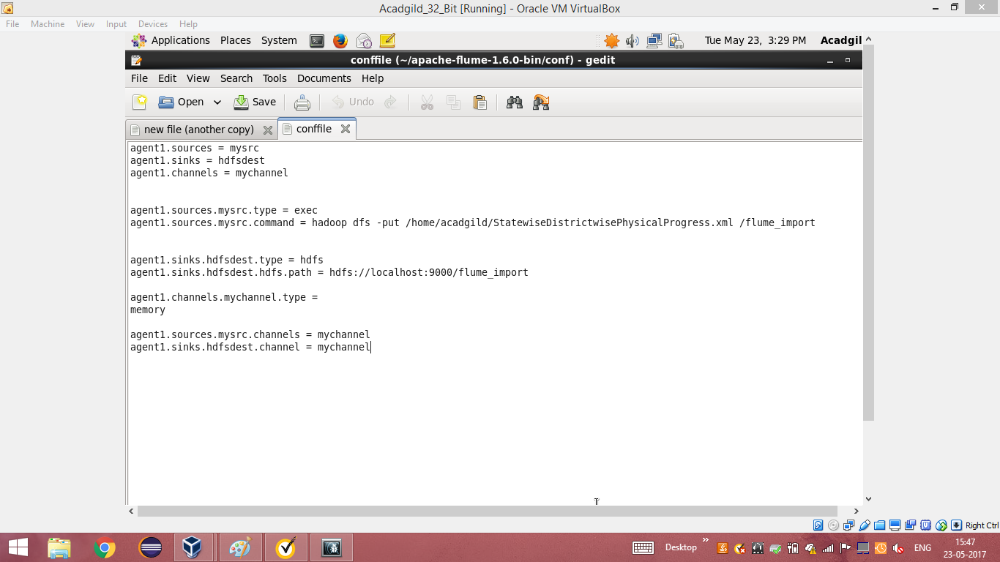 Acadgild_32_Bit [Running] - Oracle VM VirtualBox
File Machine View Input Devices Help
Applications Places System Tue May 23, 3:29 PM Acadgil
conffile (~/apache-flume-1.6.0-bin/conf) - gedit
File Edit View Search Tools Documents Help
Open Save Undo
new file (another copy) conffile
agent1.sources = mysrc
agent1.sinks = hdfsdest
agent1.channels = mychannel
agent1.sources.mysrc.type = exec
agent1.sources.mysrc.command = hadoop dfs -put /home/acadgild/StatewiseDistrictwisePhysicalProgress.xml /flume_import
agent1.sinks.hdfsdest.type = hdfs
agent1.sinks.hdfsdest.hdfs.path = hdfs://localhost:9000/flume_import
agent1.channels.mychannel.type =
memory
agent1.sources.mysrc.channels = mychannel
agent1.sinks.hdfsdest.channel = mychannel
Right Ctrl
Desktop » ENG 15:47
23-05-2017